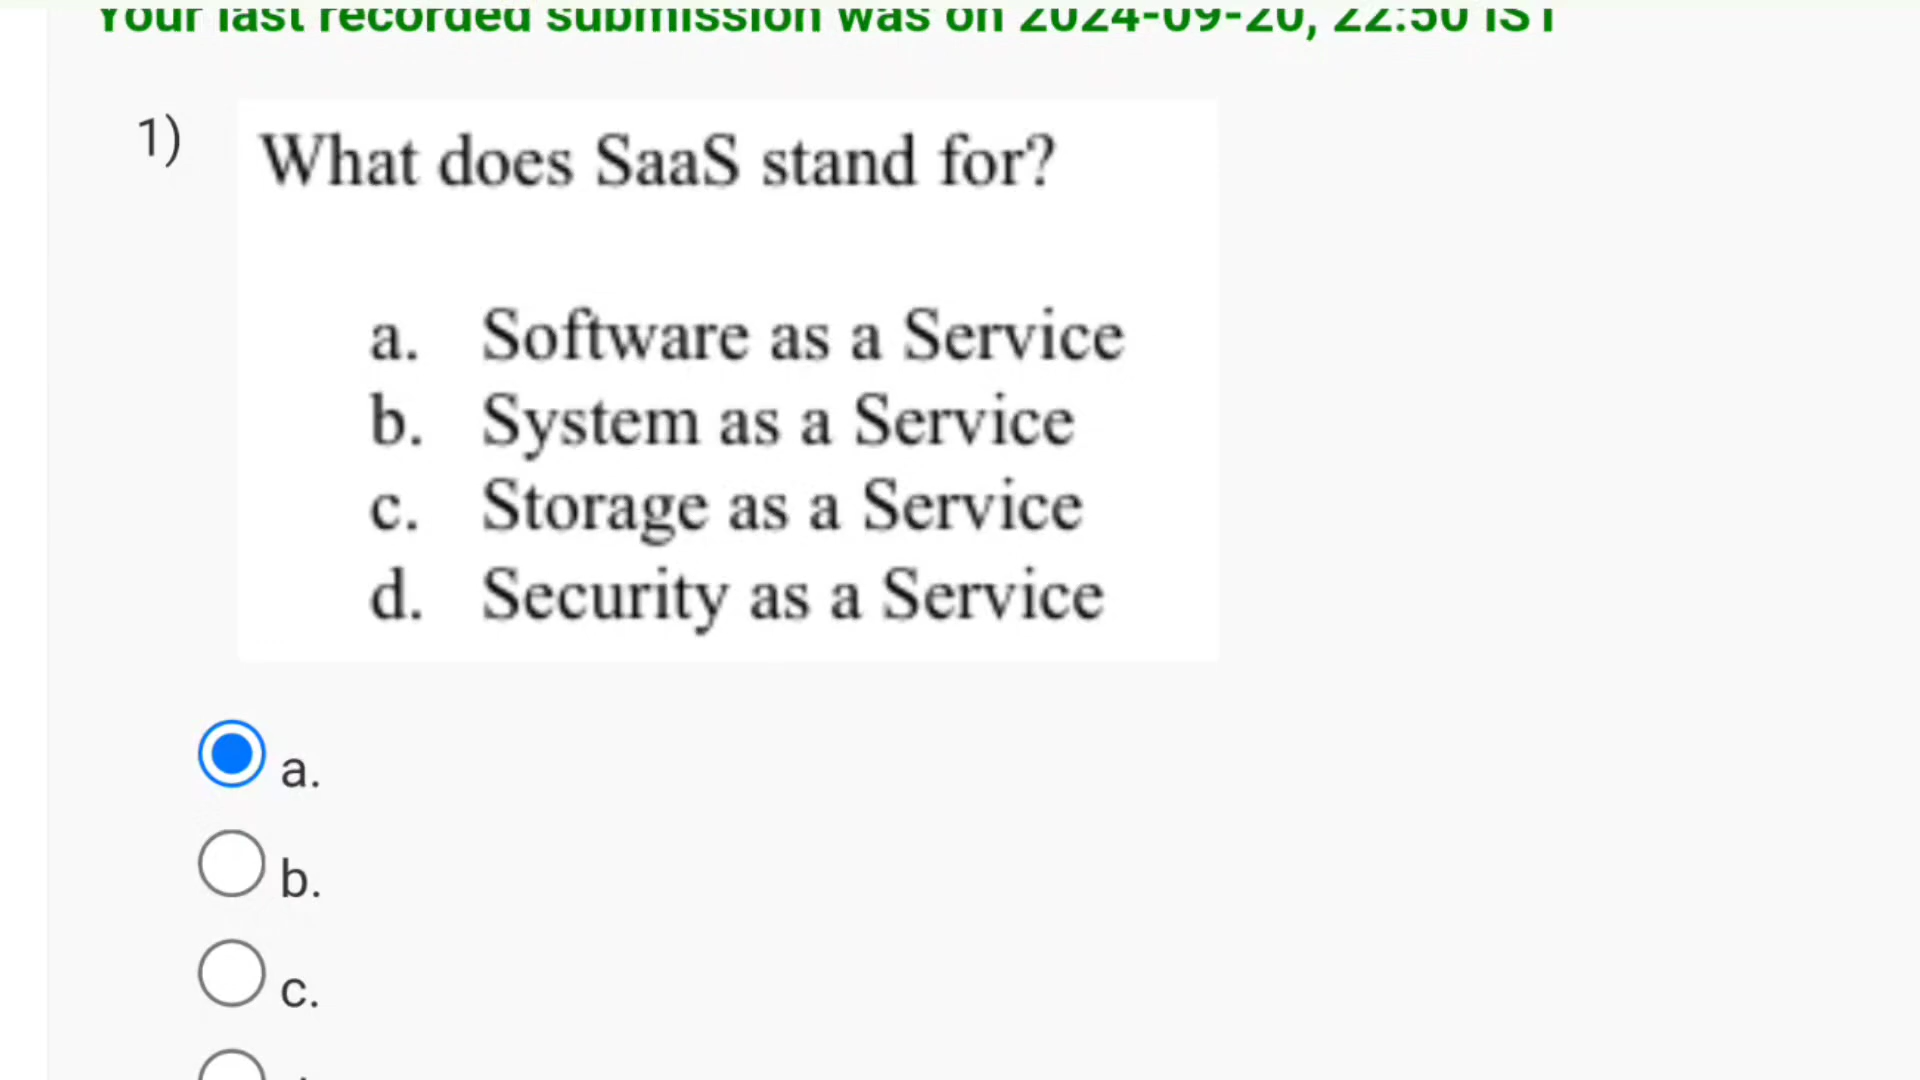 Your last recorded submission was on 2024-09-20, 22:50 IST
1) What does SaaS stand for?
a. Software as a Service
b. System as a Service
c. Storage as a Service
d. Security as a Service
a.
b.
c.